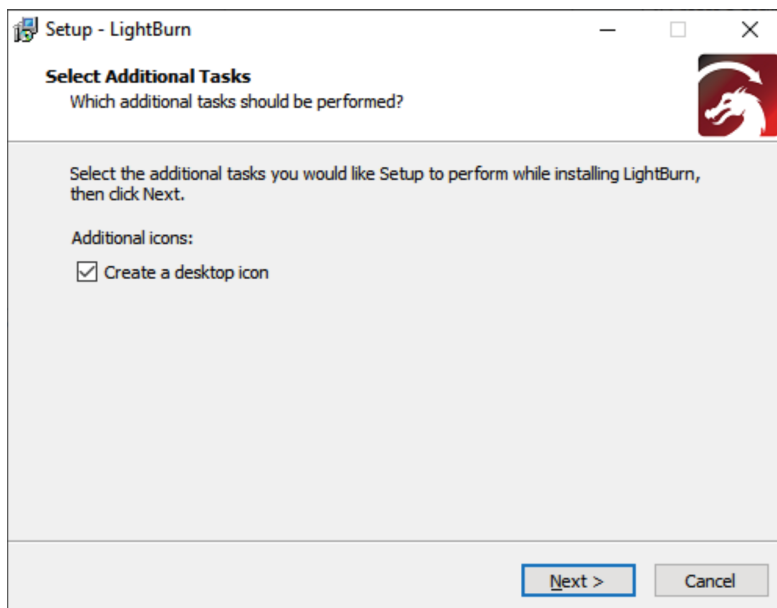 Setup - LightBurn
Select Additional Tasks
Which additional tasks should be performed?
Select the additional tasks you would like Setup to perform while installing LightBurn,
then click Next.
Additional icons:
Create a desktop icon
Next >
Cancel